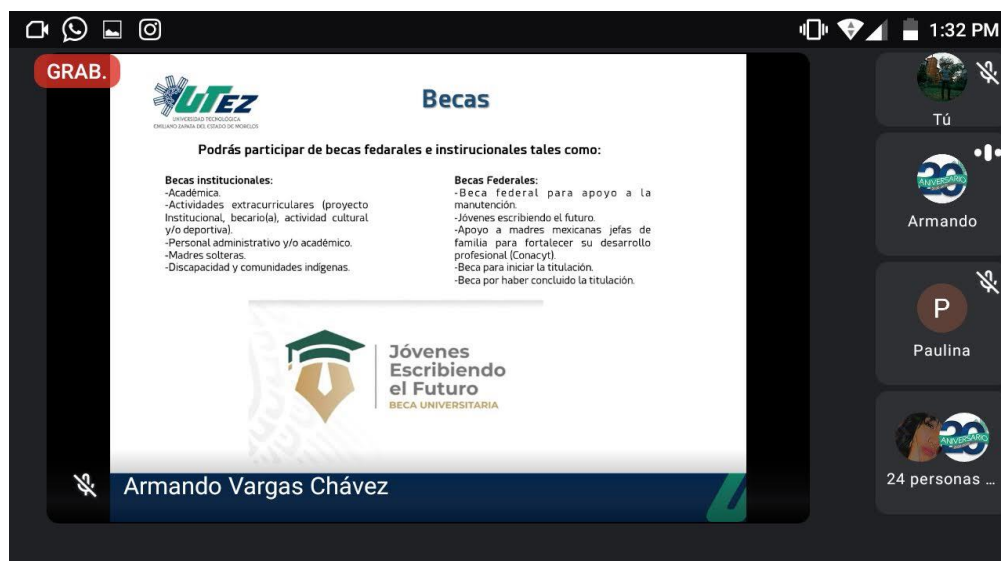 1:32 PM
GRAB.
UTEZ
UNIVERSIDAD TECNOLÓGICA
EMILIANO ZAPATA DEL ESTADO DE MORELOS
Becas
Podrás participar de becas fedarales e instirucionales tales como:
Becas institucionales:
-Académica.
-Actividades extracurriculares (proyecto
Institucional, becario(a), actividad cultural
y/o deportiva).
-Personal administrativo y/o académico.
-Madres solteras.
-Discapacidad y comunidades indígenas.
Becas Federales:
-Beca federal para apoyo a la
manutención.
-Jóvenes escribiendo el futuro.
-Apoyo a madres mexicanas jefas de
familia para fortalecer su desarrollo
profesional (Conacyt).
-Beca para iniciar la titulación.
-Beca por haber concluido la titulación.
Jóvenes
Escribiendo
el Futuro
BECA UNIVERSITARIA
Armando Vargas Chávez
Tú
20
ANIVERSARIO
Armando
P
Paulina
20
ANIVERSARIO
24 personas ...